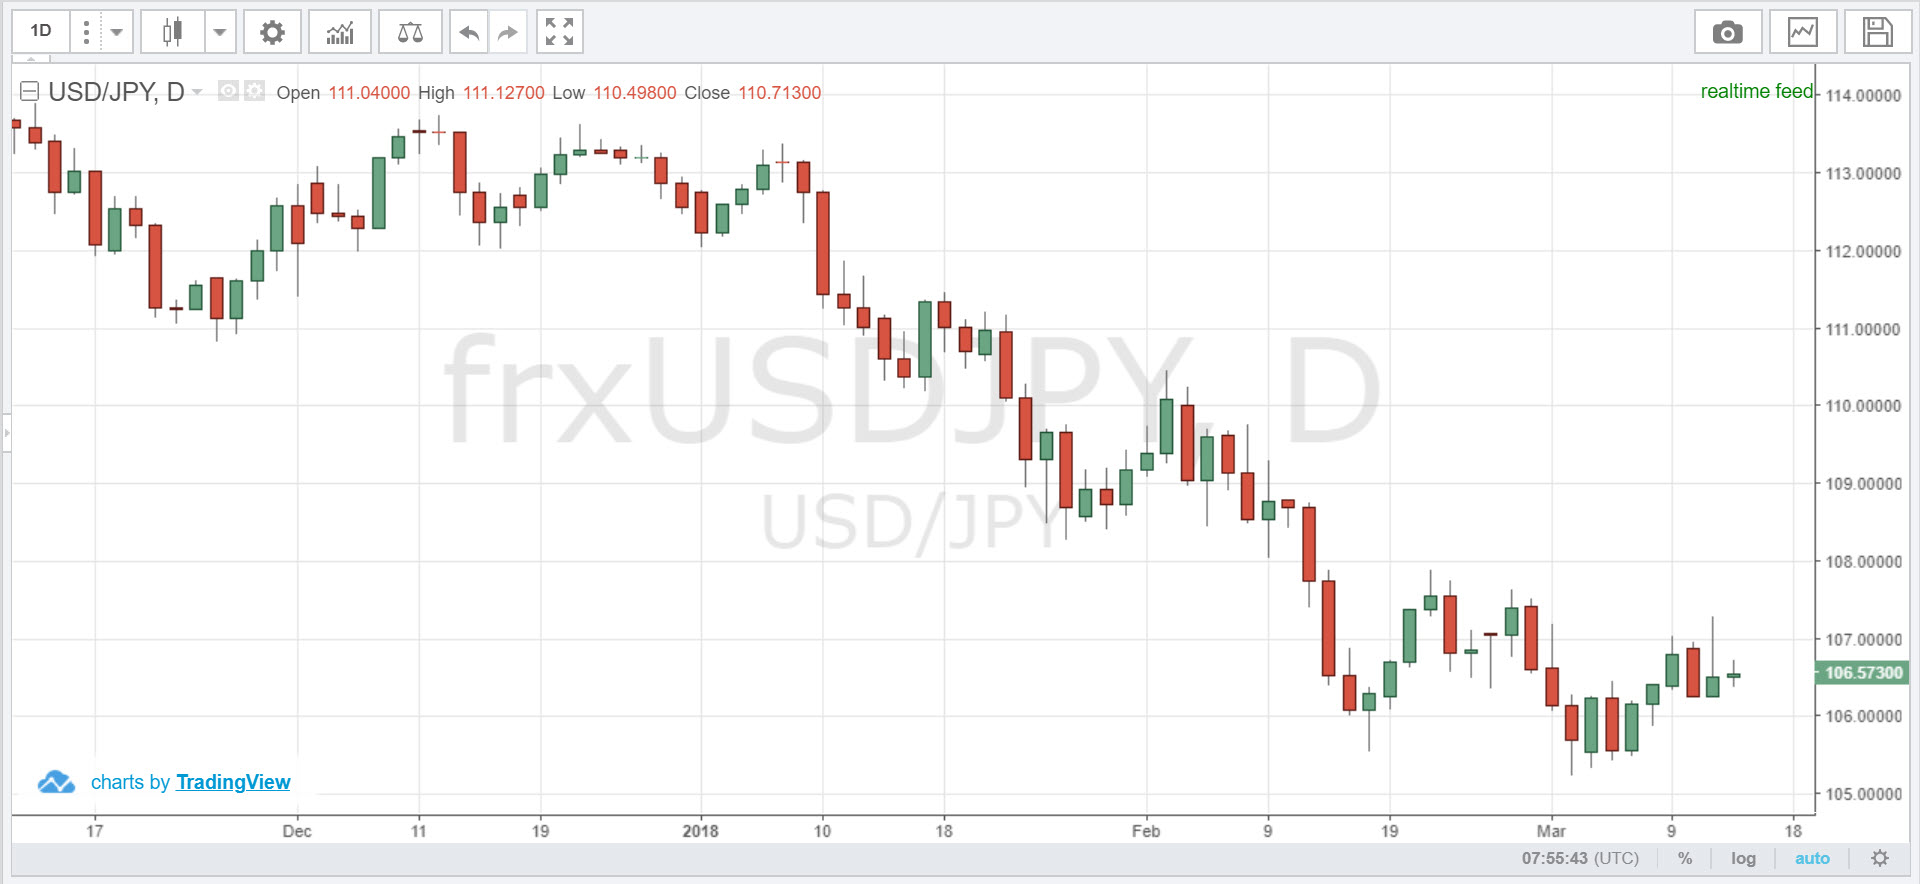 1D
USD/JPY, D Open 111.04000 High 111.12700 Low 110.49800 Close 110.71300
realtime feed
114.00000
113.00000
112.00000
111.00000
110.00000
109.00000
108.00000
107.00000
106.57300
106.00000
105.00000
frxUSDJPY, D
USD/JPY
charts by TradingView
17 Dec 11 19 2018 10 18 Feb 9 19 Mar 9 18
07:55:43 (UTC) % log auto